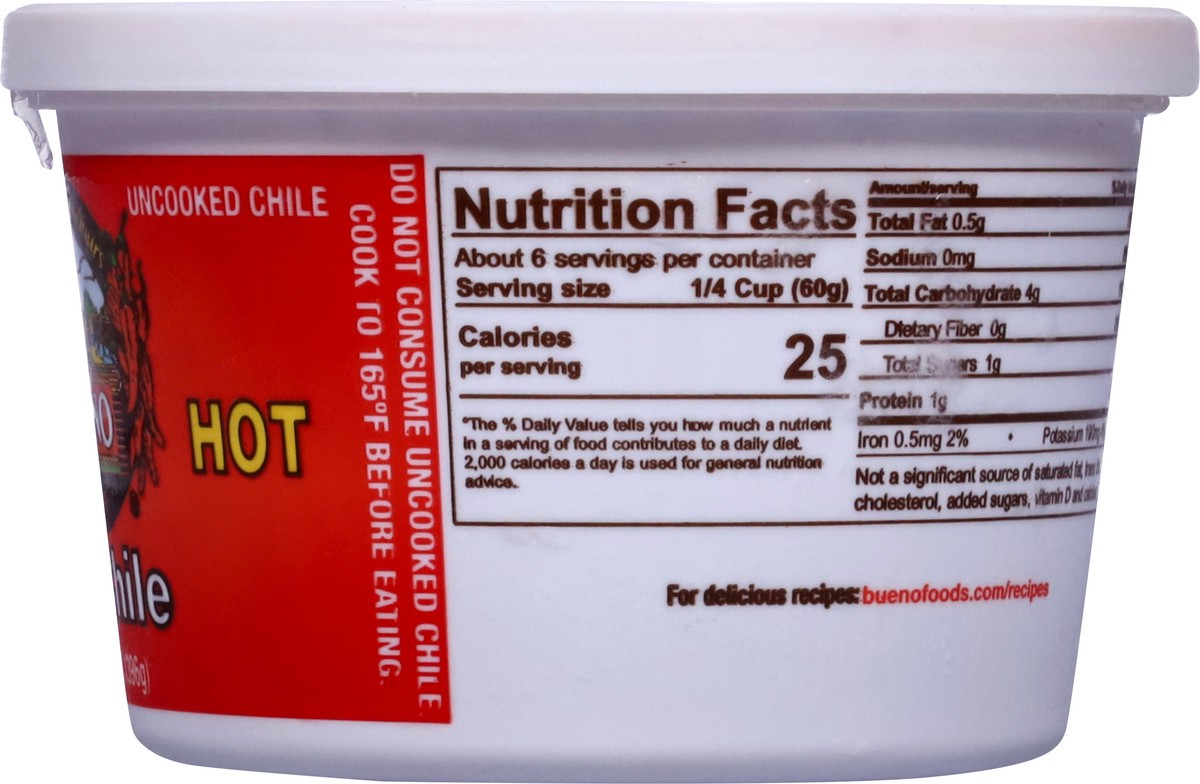 UNCOOKED CHILE
HOT
hile
396g)
DO NOT CONSUME UNCOOKED CHILE.
COOK TO 165°F BEFORE EATING.
Nutrition Facts
About 6 servings per container
Serving size 1/4 Cup (60g)
Calories 25
per serving
*The % Daily Value tells you how much a nutrient
in a serving of food contributes to a daily diet.
2,000 calories a day is used for general nutrition
advice.
Amount/serving
Total Fat 0.5g
Sodium 0mg
Total Carbohydrate 4g
Dietary Fiber 0g
Total Sugars 1g
Protein 1g
Iron 0.5mg 2% • Potassium
Not a significant source of saturated fat,
cholesterol, added sugars, vitamin D and
For delicious recipes: buenofoods.com/recipes